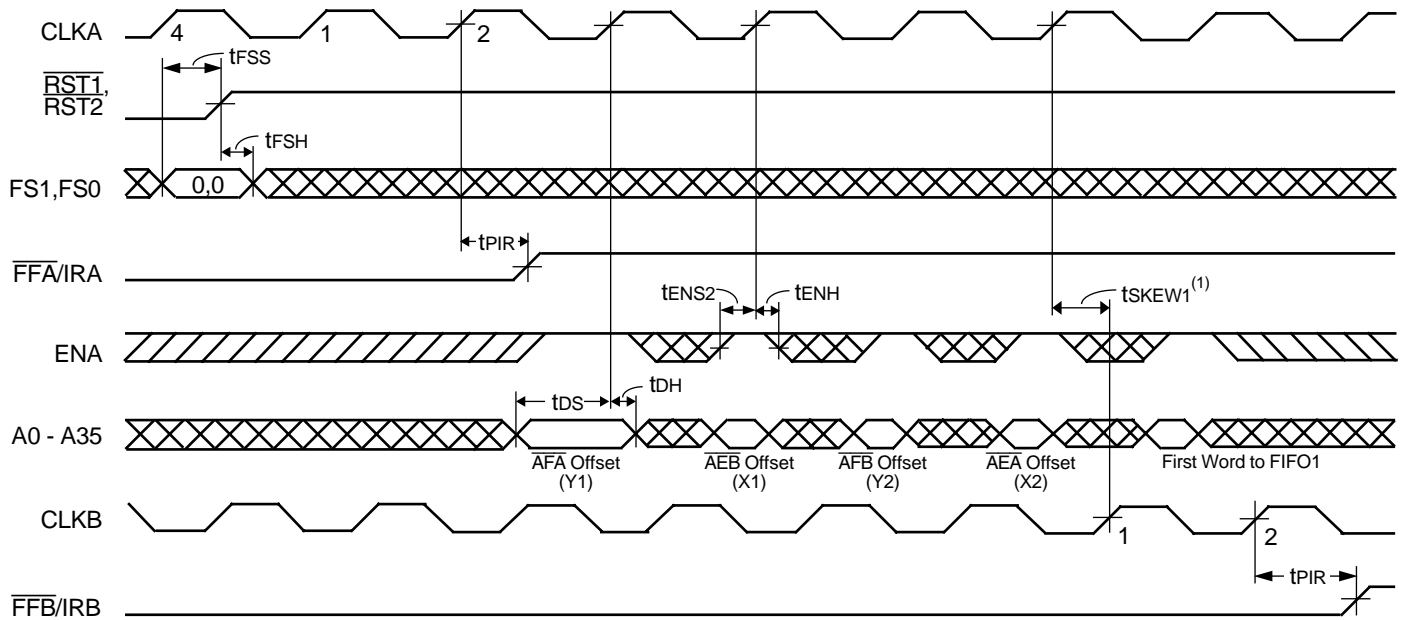 CLKA
4 1 2
tFSS
RST1,
RST2
tFSH
FS1,FS0
0,0
tPIR
FFA/IRA
tENS2 tENH tSKEW1(1)
ENA
tDS tDH
A0 - A35
AFA Offset
(Y1)
AEB Offset
(X1)
AFB Offset
(Y2)
AEA Offset
(X2)
First Word to FIFO1
CLKB
1 2
tPIR
FFB/IRB